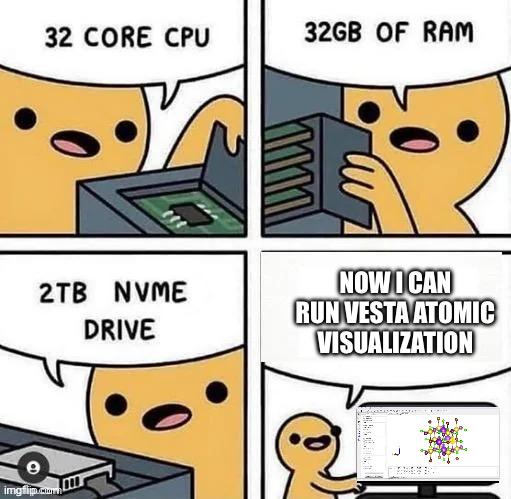 32 CORE CPU
32GB OF RAM
2TB NVME
DRIVE
NOW I CAN
RUN VESTA ATOMIC
VISUALIZATION
imgflip.com